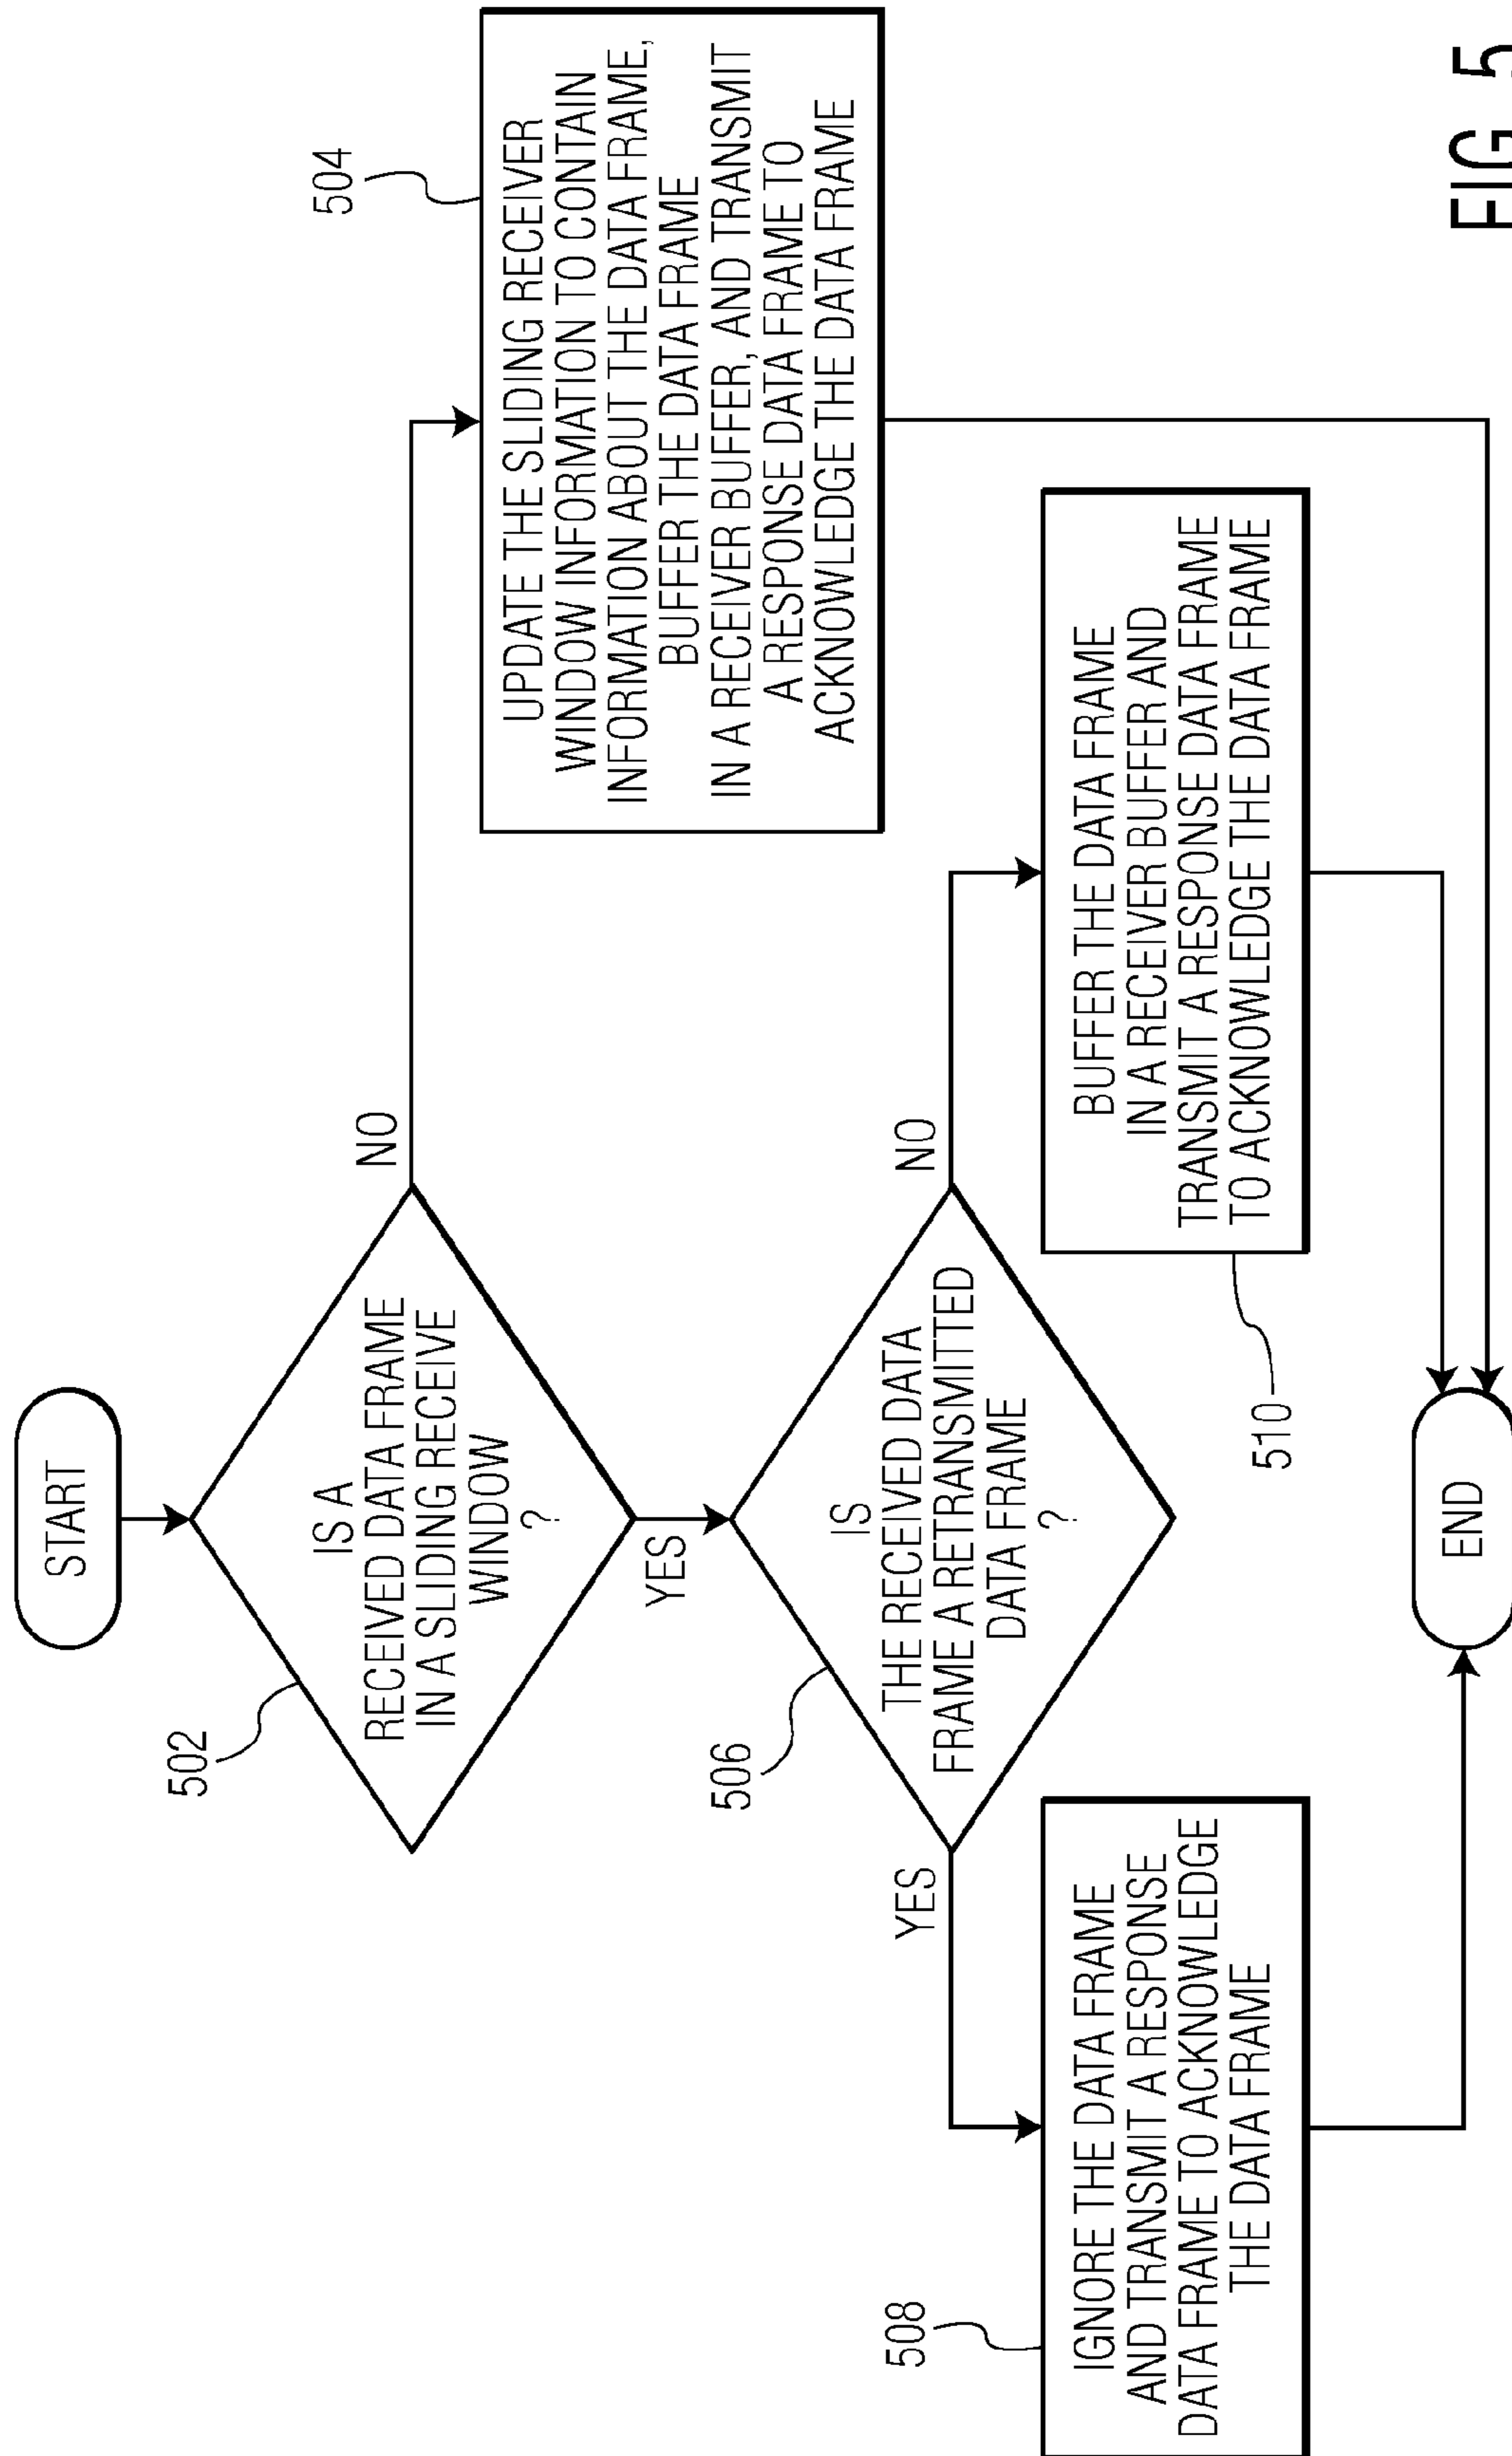 START
502
IS A
RECEIVED DATA FRAME
IN A SLIDING RECEIVE
WINDOW
?
NO
YES
504
UPDATE THE SLIDING RECEIVER
WINDOW INFORMATION TO CONTAIN
INFORMATION ABOUT THE DATA FRAME,
BUFFER THE DATA FRAME
IN A RECEIVER BUFFER, AND TRANSMIT
A RESPONSE DATA FRAME TO
ACKNOWLEDGE THE DATA FRAME
506
IS
THE RECEIVED DATA
FRAME A RETRANSMITTED
DATA FRAME
?
YES
NO
508
IGNORE THE DATA FRAME
AND TRANSMIT A RESPONSE
DATA FRAME TO ACKNOWLEDGE
THE DATA FRAME
BUFFER THE DATA FRAME
IN A RECEIVER BUFFER AND
TRANSMIT A RESPONSE DATA FRAME
TO ACKNOWLEDGE THE DATA FRAME
510
END
FIG. 5